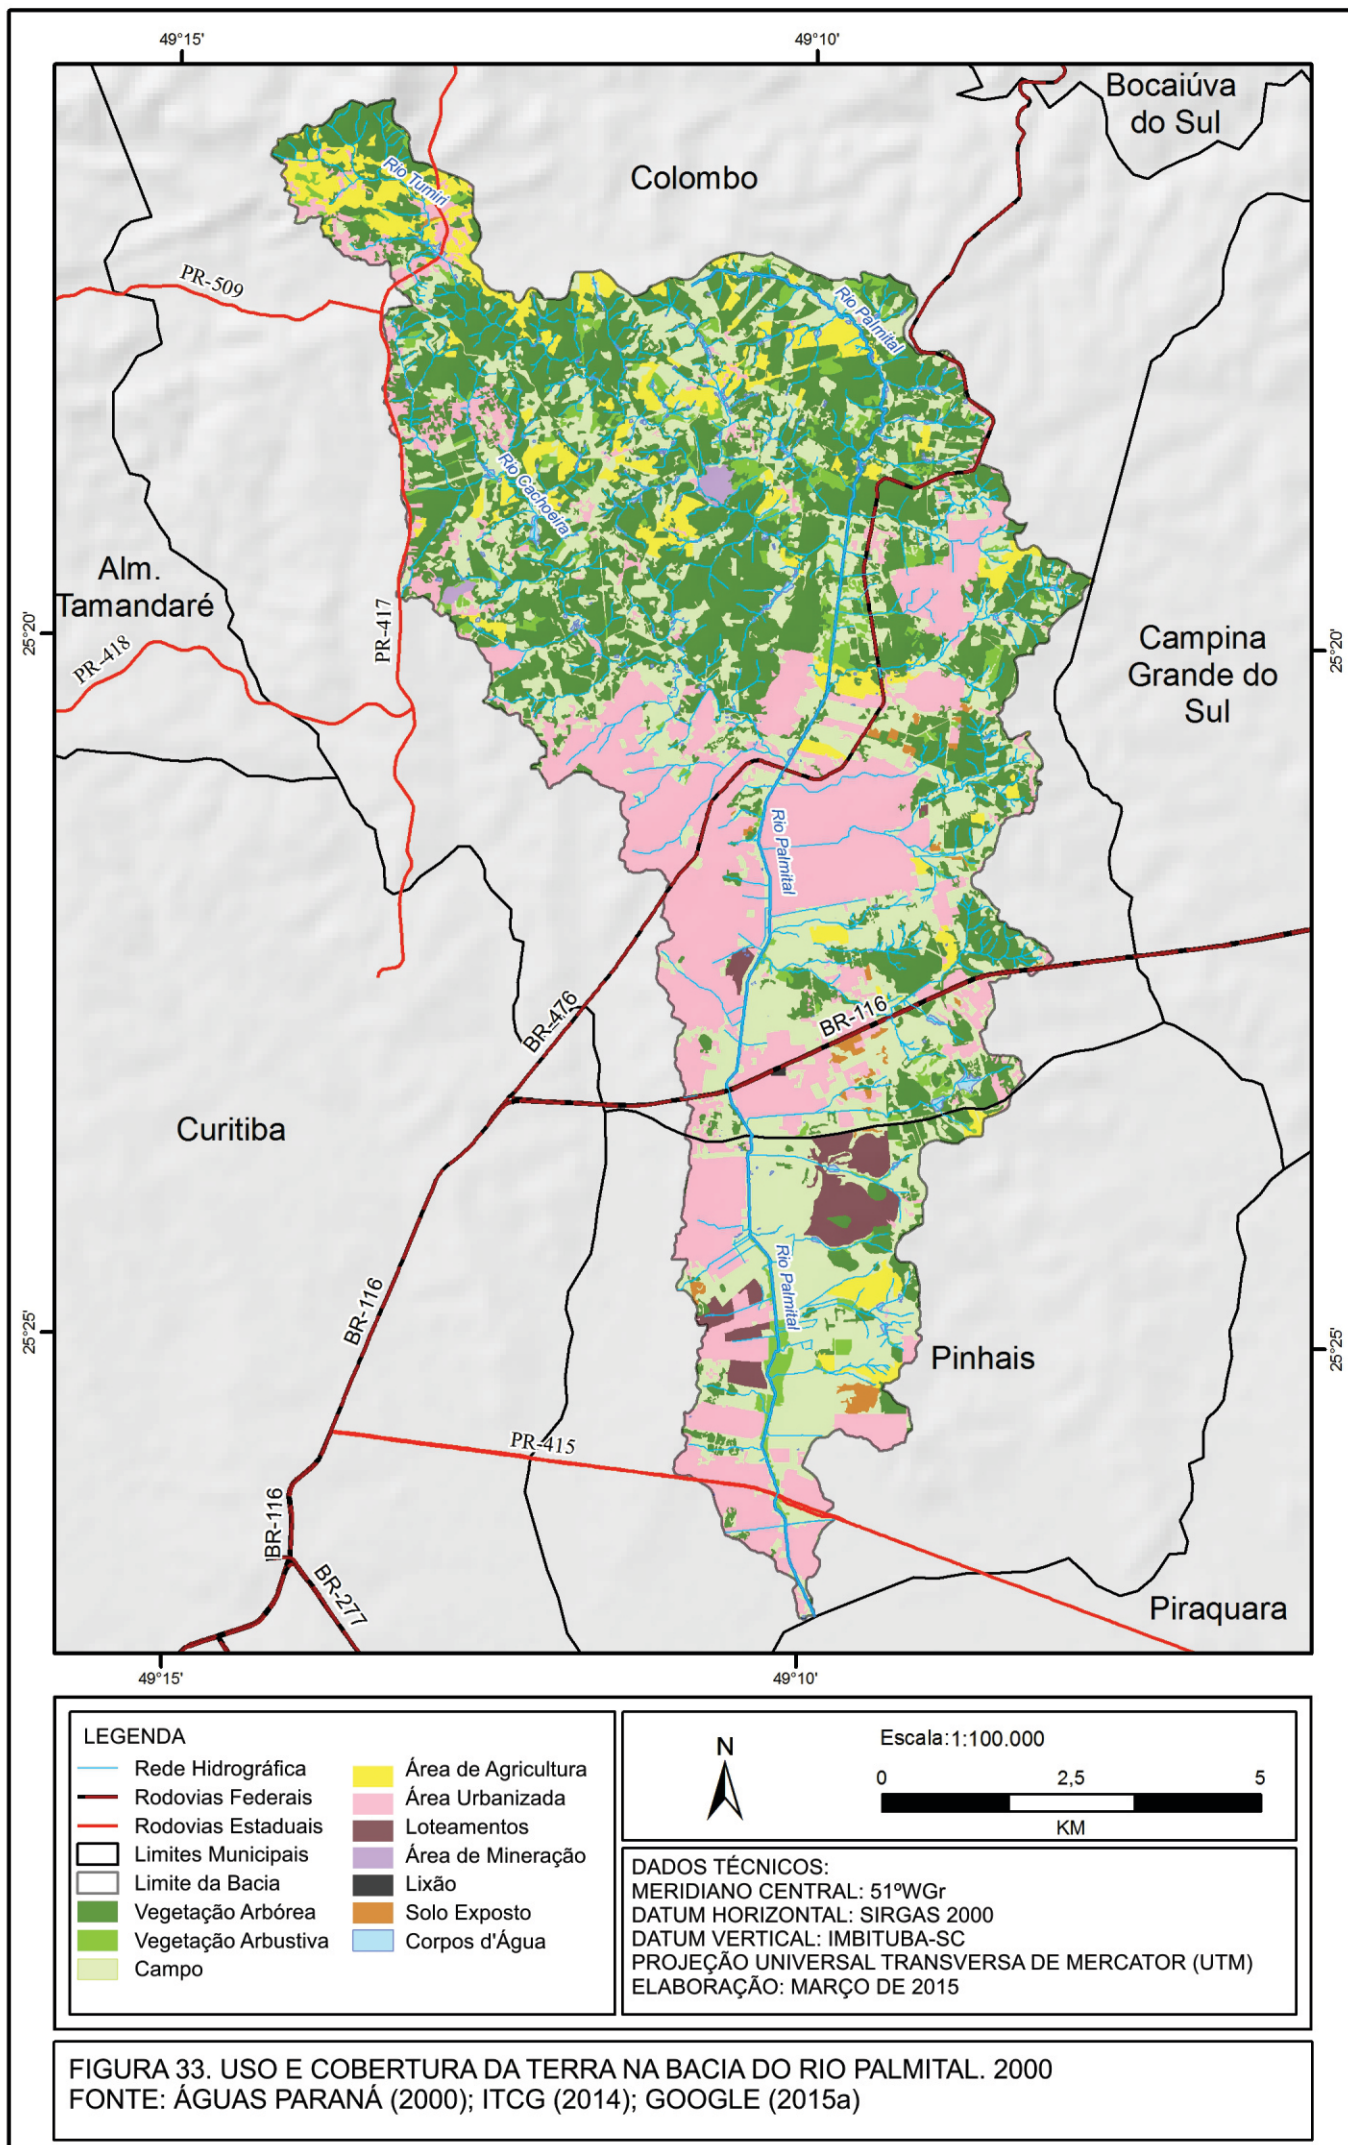 49°15'
49°10'
Bocaiúva
do Sul
Colombo
Rio Tumiri
PR-509
Rio Palmital
Rio Cachoeira
Alm.
Tamandaré
25°20'
25°20'
PR-417
PR-418
Campina
Grande do
Sul
Rio Palmital
BR-476
BR-116
Curitiba
Rio Palmital
BR-116
25°25'
25°25'
Pinhais
PR-415
BR-116
BR-277
Piraquara
49°15'
49°10'
LEGENDA
Rede Hidrográfica
Rodovias Federais
Rodovias Estaduais
Limites Municipais
Limite da Bacia
Vegetação Arbórea
Vegetação Arbustiva
Campo
Área de Agricultura
Área Urbanizada
Loteamentos
Área de Mineração
Lixão
Solo Exposto
Corpos d'Água
N
Escala:1:100.000
0 2,5 5
KM
DADOS TÉCNICOS:
MERIDIANO CENTRAL: 51ºWGr
DATUM HORIZONTAL: SIRGAS 2000
DATUM VERTICAL: IMBITUBA-SC
PROJEÇÃO UNIVERSAL TRANSVERSA DE MERCATOR (UTM)
ELABORAÇÃO: MARÇO DE 2015
FIGURA 33. USO E COBERTURA DA TERRA NA BACIA DO RIO PALMITAL. 2000
FONTE: ÁGUAS PARANÁ (2000); ITCG (2014); GOOGLE (2015a)